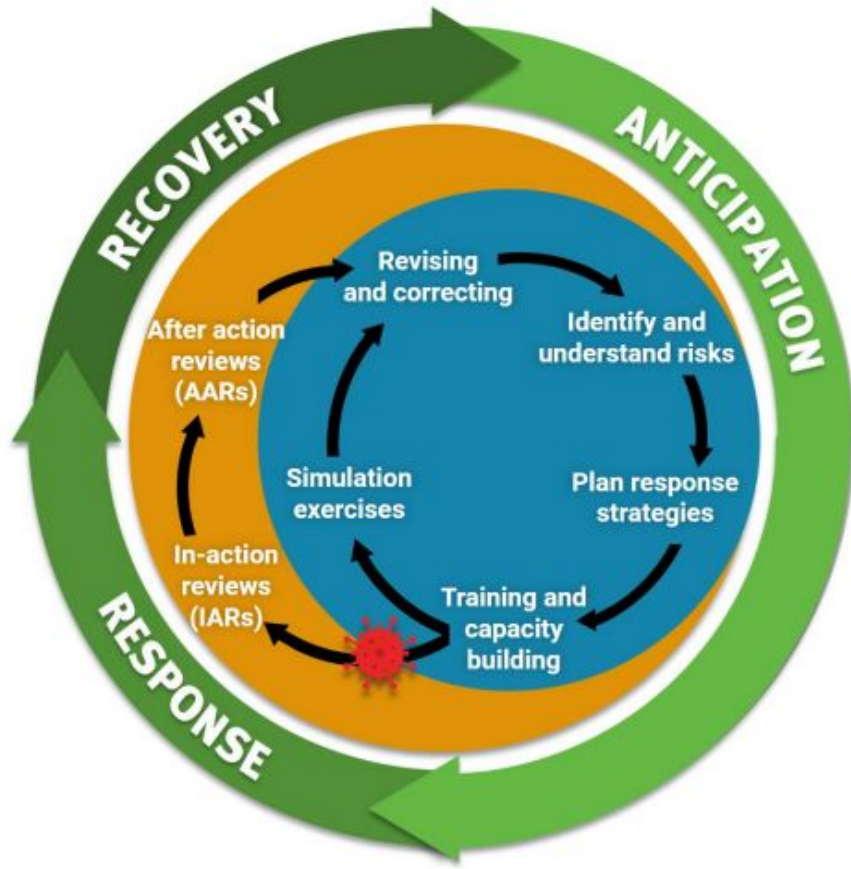 RECOVERY
ANTICIPATION
RESPONSE
Revising
and correcting
Identify and
understand risks
Plan response
strategies
Training and
capacity
building
Simulation
exercises
In-action
reviews
(IARs)
After action
reviews
(AARs)